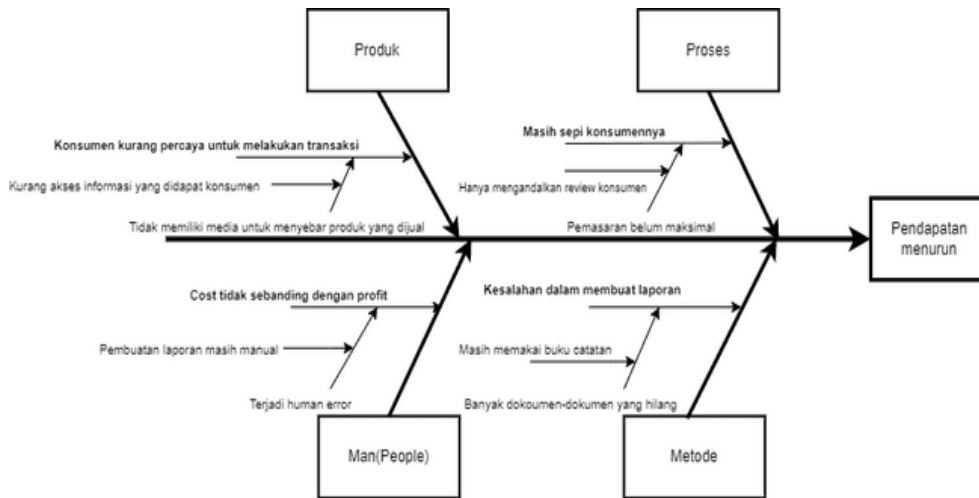 Produk
Proses
Konsumen kurang percaya untuk melakukan transaksi
Masih sepi konsumennya
Kurang akses informasi yang didapat konsumen
Hanya mengandalkan review konsumen
Tidak memiliki media untuk menyebar produk yang dijual
Pemasaran belum maksimal
Pendapatan
menurun
Cost tidak sebanding dengan profit
Kesalahan dalam membuat laporan
Pembuatan laporan masih manual
Masih memakai buku catatan
Terjadi human error
Banyak dokoumen-dokumen yang hilang
Man(People)
Metode